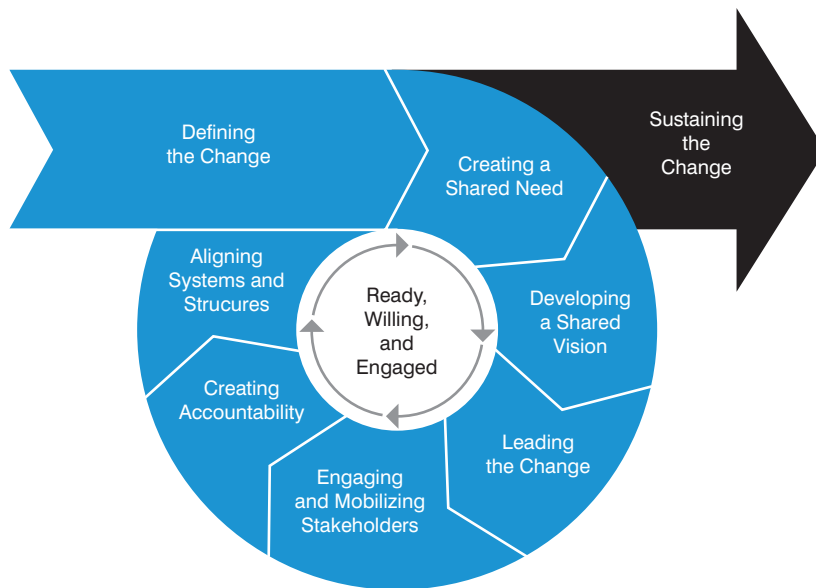 Defining
the Change
Creating a
Shared Need
Sustaining
the
Change
Developing
a Shared
Vision
Leading
the Change
Engaging
and Mobilizing
Stakeholders
Creating
Accountability
Aligning
Systems and
Strucures
Ready,
Willing,
and
Engaged